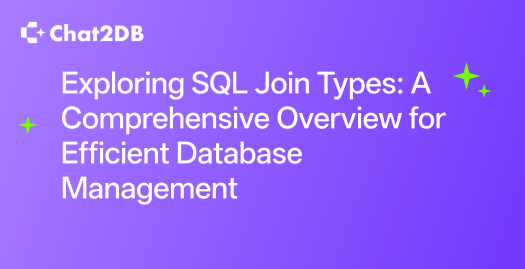 Chat2DB
Exploring SQL Join Types: A
Comprehensive Overview for
Efficient Database
Management